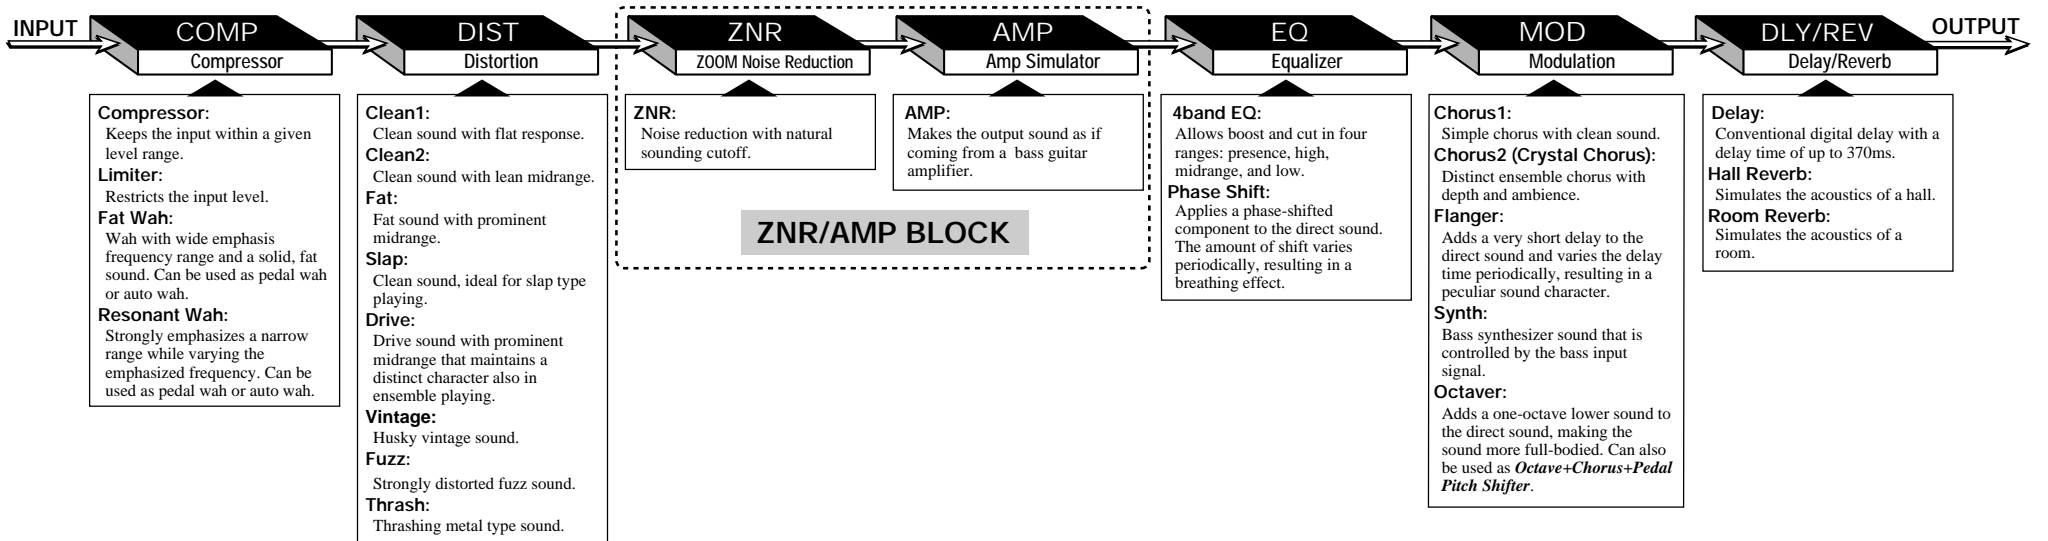 INPUT
COMP
Compressor
DIST
Distortion
ZNR
ZOOM Noise Reduction
AMP
Amp Simulator
EQ
Equalizer
MOD
Modulation
DLY/REV
Delay/Reverb
OUTPUT
Compressor:
Keeps the input within a given
level range.
Limiter:
Restricts the input level.
Fat Wah:
Wah with wide emphasis
frequency range and a solid, fat
sound. Can be used as pedal wah
or auto wah.
Resonant Wah:
Strongly emphasizes a narrow
range while varying the
emphasized frequency. Can be
used as pedal wah or auto wah.
Clean1:
Clean sound with flat response.
Clean2:
Clean sound with lean midrange.
Fat:
Fat sound with prominent
midrange.
Slap:
Clean sound, ideal for slap type
playing.
Drive:
Drive sound with prominent
midrange that maintains a
distinct character also in
ensemble playing.
Vintage:
Husky vintage sound.
Fuzz:
Strongly distorted fuzz sound.
Thrash:
Thrashing metal type sound.
ZNR:
Noise reduction with natural
sounding cutoff.
AMP:
Makes the output sound as if
coming from a bass guitar
amplifier.
ZNR/AMP BLOCK
4band EQ:
Allows boost and cut in four
ranges: presence, high,
midrange, and low.
Phase Shift:
Applies a phase-shifted
component to the direct sound.
The amount of shift varies
periodically, resulting in a
breathing effect.
Chorus1:
Simple chorus with clean sound.
Chorus2 (Crystal Chorus):
Distinct ensemble chorus with
depth and ambience.
Flanger:
Adds a very short delay to the
direct sound and varies the delay
time periodically, resulting in a
peculiar sound character.
Synth:
Bass synthesizer sound that is
controlled by the bass input
signal.
Octaver:
Adds a one-octave lower sound to
the direct sound, making the
sound more full-bodied. Can also
be used as Octave+Chorus+Pedal
Pitch Shifter.
Delay:
Conventional digital delay with a
delay time of up to 370ms.
Hall Reverb:
Simulates the acoustics of a hall.
Room Reverb:
Simulates the acoustics of a
room.